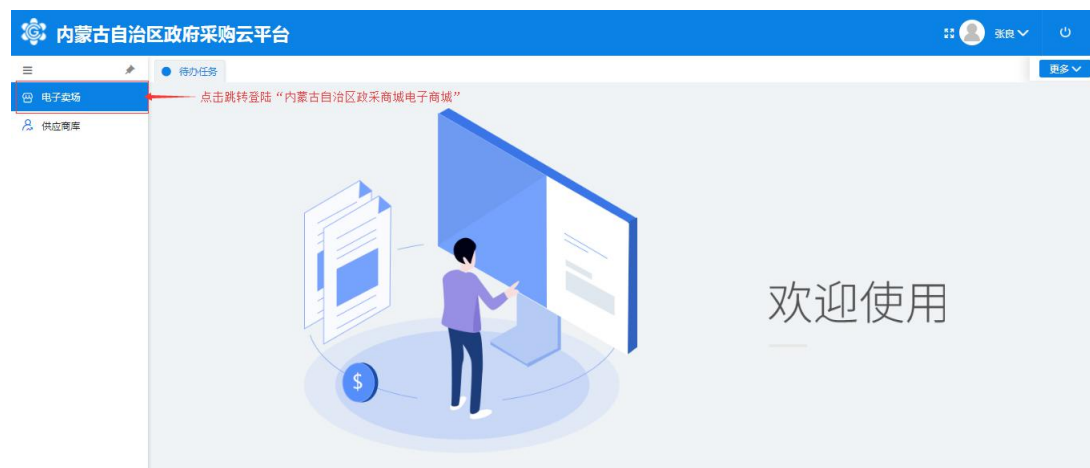 内蒙古自治区政府采购云平台
张良
待办任务
更多
电子卖场
点击跳转登陆“内蒙古自治区政采商城电子商城”
供应商库
$
欢迎使用